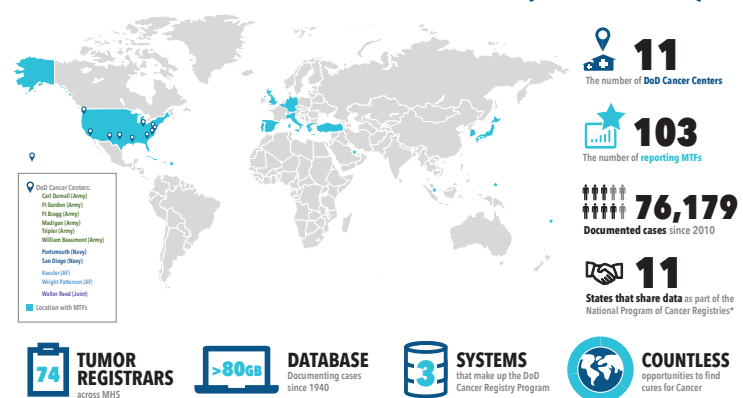 11
The number of DoD Cancer Centers
103
The number of reporting MTFs
76,179
Documented cases since 2010
11
States that share data as part of the
National Program of Cancer Registries*
DoD Cancer Centers:
Carl Darnall (Army)
Ft Gordon (Army)
Ft Bragg (Army)
Madigan (Army)
Tripler (Army)
William Beaumont (Army)
Portsmouth (Navy)
San Diego (Navy)
Keesler (AF)
Wright Patterson (AF)
Walter Reed (Joint)
Location with MTFs
74
TUMOR
REGISTRARS
across MHS
>80GB
DATABASE
Documenting cases
since 1940
3
SYSTEMS
that make up the DoD
Cancer Registry Program
COUNTLESS
opportunities to find
cures for Cancer